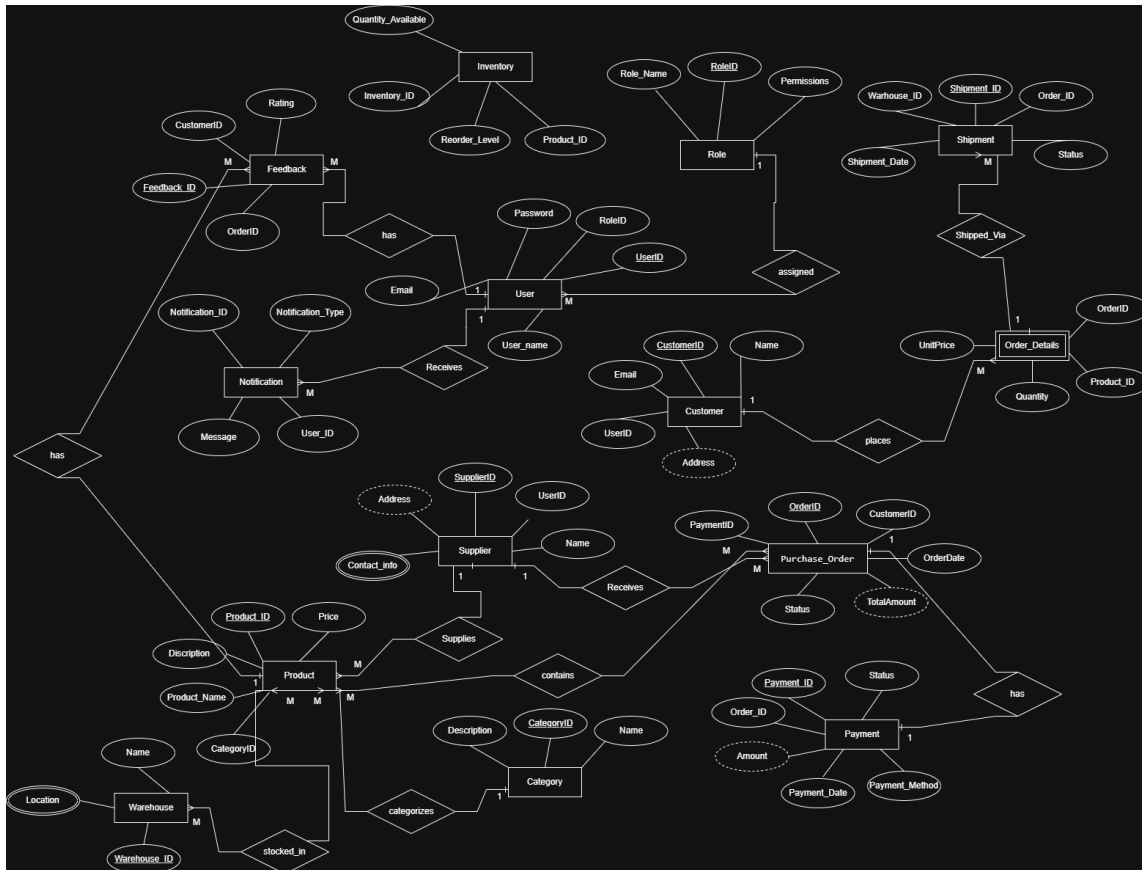 Quantity_Available
Inventory
Inventory_ID
Reorder_Level
Product_ID
Role_Name
RoleID
Permissions
Role
1
Warhouse_ID
Shipment_ID
Order_ID
Shipment
Shipment_Date
M
Status
Rating
CustomerID
M
Feedback
M
Feedback_ID
OrderID
has
Password
RoleID
UserID
Email
1
User
M
1
User_name
assigned
Shipped_Via
1
OrderID
UnitPrice
Order_Details
M
Quantity
Product_ID
Notification_ID
Notification_Type
Receives
Notification
M
Message
User_ID
has
CustomerID
Name
Email
1
Customer
UserID
Address
places
SupplierID
Address
UserID
Supplier
Name
Contact_info
1
1
Receives
OrderID
PaymentID
CustomerID
M
1
Purchase_Order
OrderDate
M
Status
TotalAmount
Product_ID
Price
Supplies
Discription
M
Product
1
contains
Product_Name
M
M
M
CategoryID
Payment_ID
Status
has
Order_ID
Payment
1
Amount
Payment_Date
Payment_Method
Description
CategoryID
Name
Category
1
categorizes
Name
Location
Warehouse
M
stocked_in
Warehouse_ID